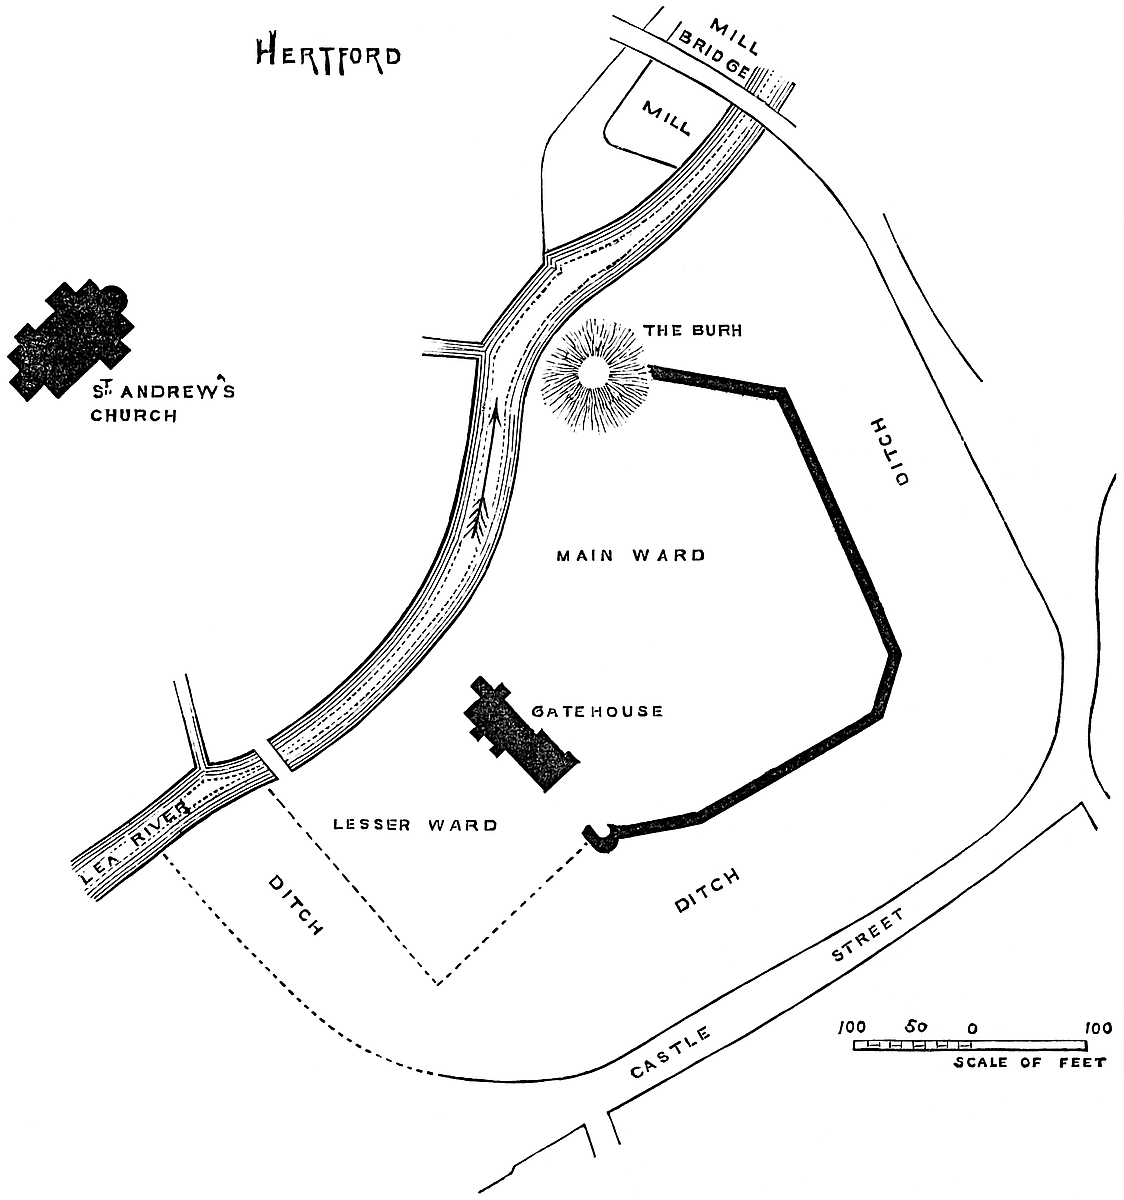 HERTFORD
MILL
BRIDGE
MILL
THE BURH
ST. ANDREW'S
CHURCH
DITCH
MAIN WARD
GATEHOUSE
LESSER WARD
LEA RIVER
DITCH
DITCH
CASTLE STREET
100 50 0 100
SCALE OF FEET